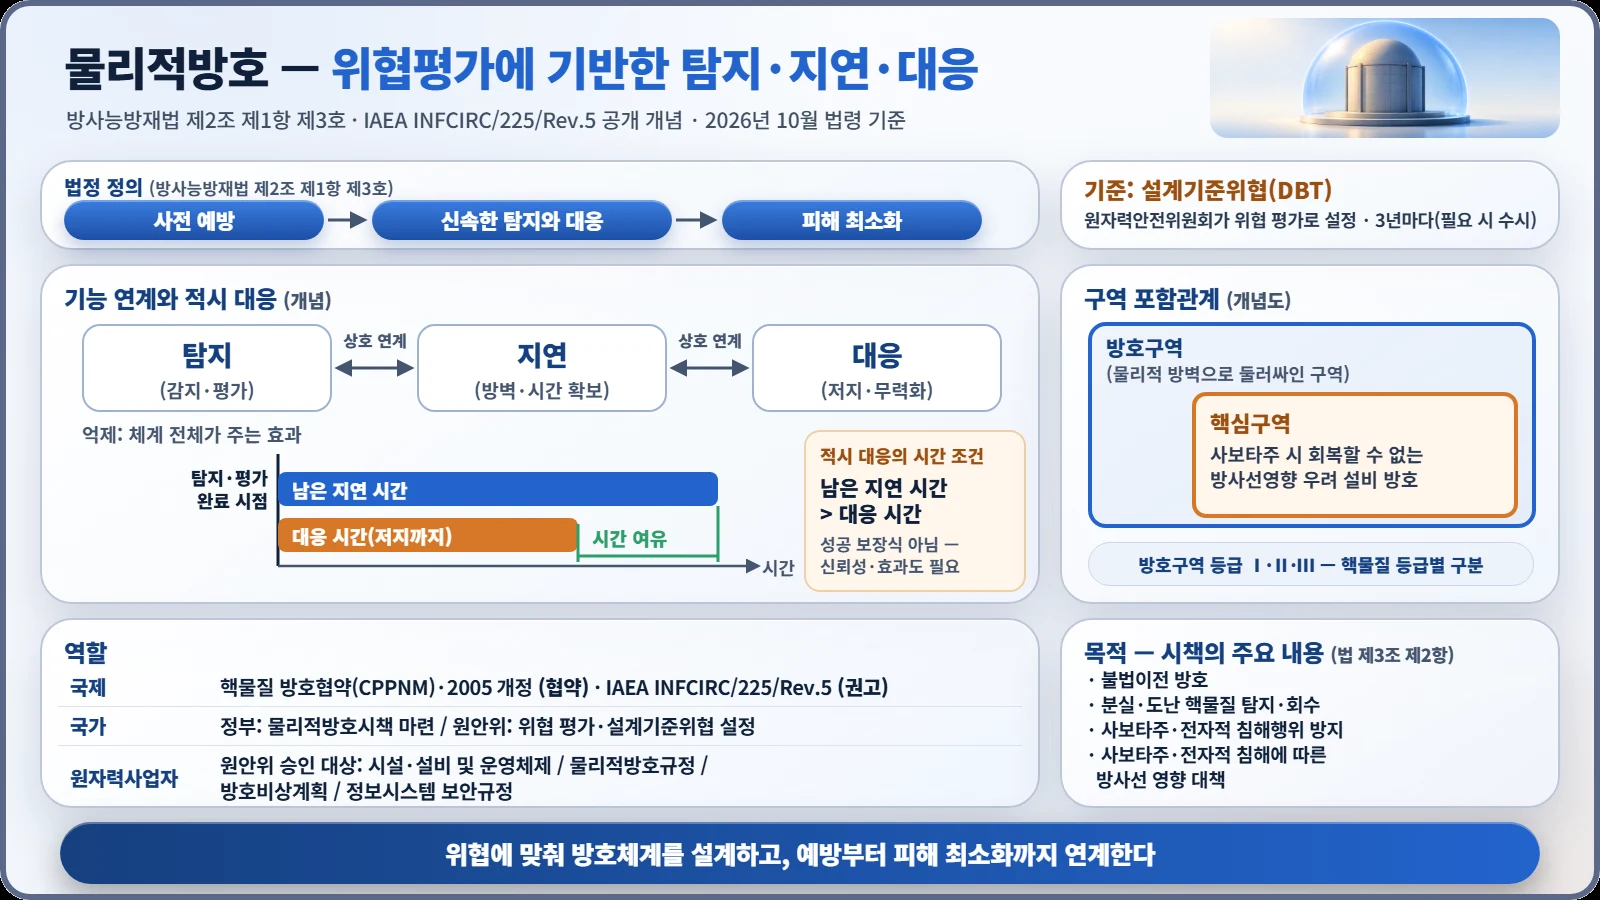 물리적방호 — 위협평가에 기반한 탐지·지연·대응
방사능방재법 제2조 제1항 제3호 · IAEA INFCIRC/225/Rev.5 공개 개념 · 2026년 10월 법령 기준
법정 정의 (방사능방재법 제2조 제1항 제3호)
사전 예방
신속한 탐지와 대응
피해 최소화
기준: 설계기준위협(DBT)
원자력안전위원회가 위협 평가로 설정 · 3년마다(필요 시 수시)
기능 연계와 적시 대응 (개념)
탐지
(감지·평가)
상호 연계
지연
(방벽·시간 확보)
상호 연계
대응
(저지·무력화)
억제: 체계 전체가 주는 효과
탐지·평가
완료 시점
남은 지연 시간
대응 시간(저지까지)
시간 여유
시간
적시 대응의 시간 조건
남은 지연 시간
> 대응 시간
성공 보장식 아님 —
신뢰성·효과도 필요
구역 포함관계 (개념도)
방호구역
(물리적 방벽으로 둘러싸인 구역)
핵심구역
사보타주 시 회복할 수 없는
방사선영향 우려 설비 방호
방호구역 등급 I·II·III — 핵물질 등급별 구분
역할
국제
핵물질 방호협약(CPPNM)·2005 개정 (협약) · IAEA INFCIRC/225/Rev.5 (권고)
국가
정부: 물리적방호시책 마련 / 원안위: 위협 평가·설계기준위협 설정
원자력사업자
원안위 승인 대상: 시설·설비 및 운영체제 / 물리적방호규정 /
방호비상계획 / 정보시스템 보안규정
목적 — 시책의 주요 내용 (법 제3조 제2항)
· 불법이전 방호
· 분실·도난 핵물질 탐지·회수
· 사보타주·전자적 침해행위 방지
· 사보타주·전자적 침해에 따른
방사선 영향 대책
위협에 맞춰 방호체계를 설계하고, 예방부터 피해 최소화까지 연계한다